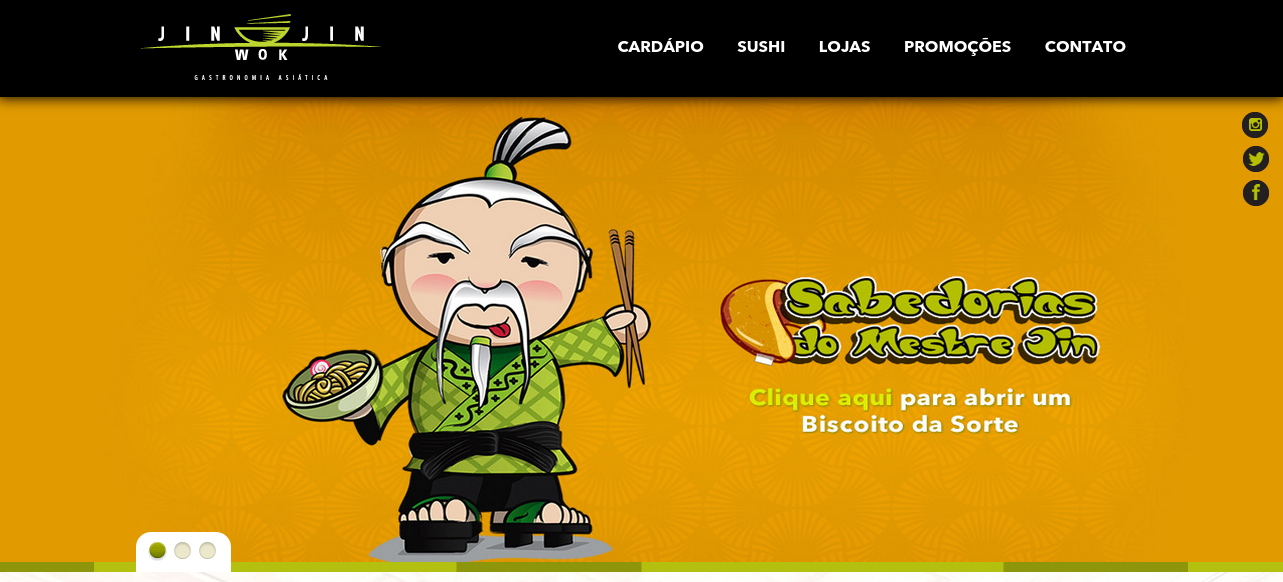 JIN JIN
WOK
GASTRONOMIA ASIÁTICA
CARDÁPIO SUSHI LOJAS PROMOÇÕES CONTATO
Sabedorias
do Mestre Jin
Clique aqui para abrir um
Biscoito da Sorte